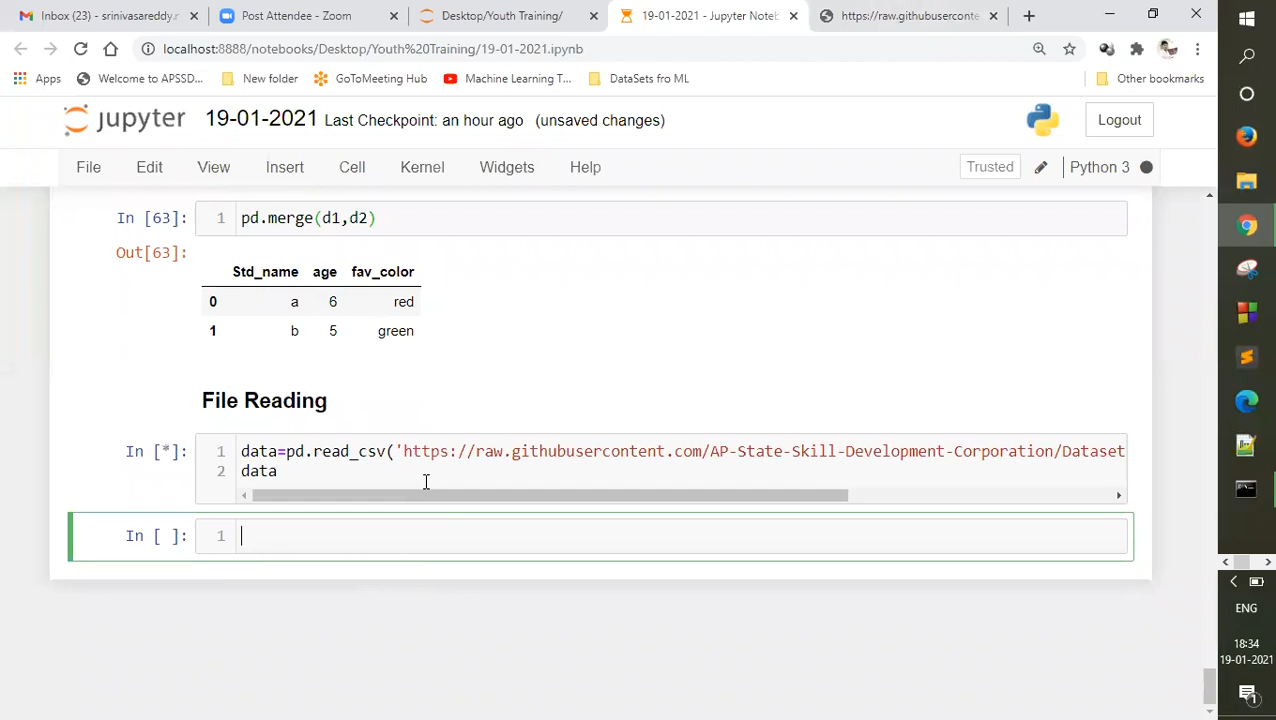 Inbox (23) - srinivasareddy.r
Post Attendee - Zoom
Desktop/Youth Training/
19-01-2021 - Jupyter Noteb
https://raw.githubuserconte
localhost:8888/notebooks/Desktop/Youth%20Training/19-01-2021.ipynb
Apps
Welcome to APSSD...
New folder
GoToMeeting Hub
Machine Learning T...
DataSets fro ML
Other bookmarks
jupyter
19-01-2021 Last Checkpoint: an hour ago (unsaved changes)
Logout
File Edit View Insert Cell Kernel Widgets Help
Trusted
Python 3
In [63]: 1 pd.merge(d1,d2)
Out[63]:
Std_name age fav_color
0 a 6 red
1 b 5 green
File Reading
In [*]: 1 data=pd.read_csv('https://raw.githubusercontent.com/AP-State-Skill-Development-Corporation/Dataset
2 data
In [ ]: 1
ENG
18:34
19-01-2021
1